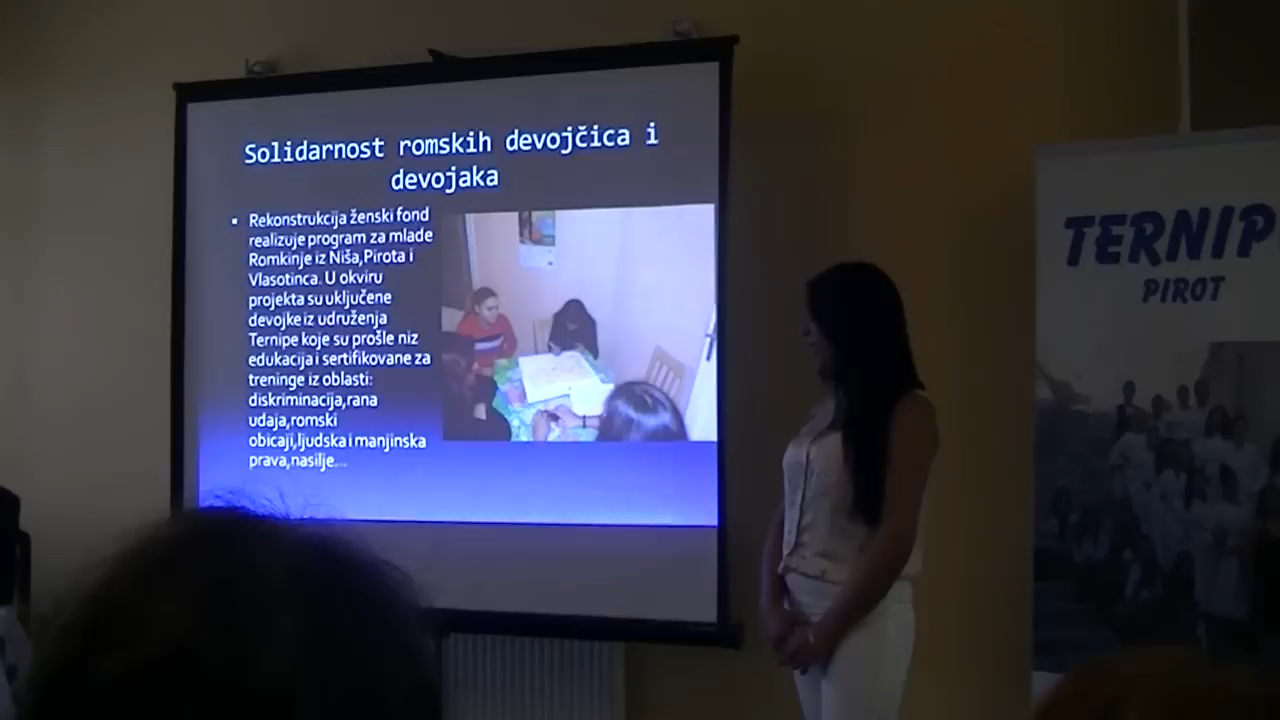 Solidarnost romskih devojčica i
devojaka
Rekonstrukcija ženski fond
realizuje program za mlade
Romkinje iz Niša,Pirota i
Vlasotinca. U okviru
projekta su uključene
devojke iz udruženja
Ternipe koje su prošle niz
edukacija i sertifikovane za
treninge iz oblasti:
diskriminacija,rana
udaja,romski
obicaji,ljudska i manjinska
prava,nasilje...
TERNIP
PIROT